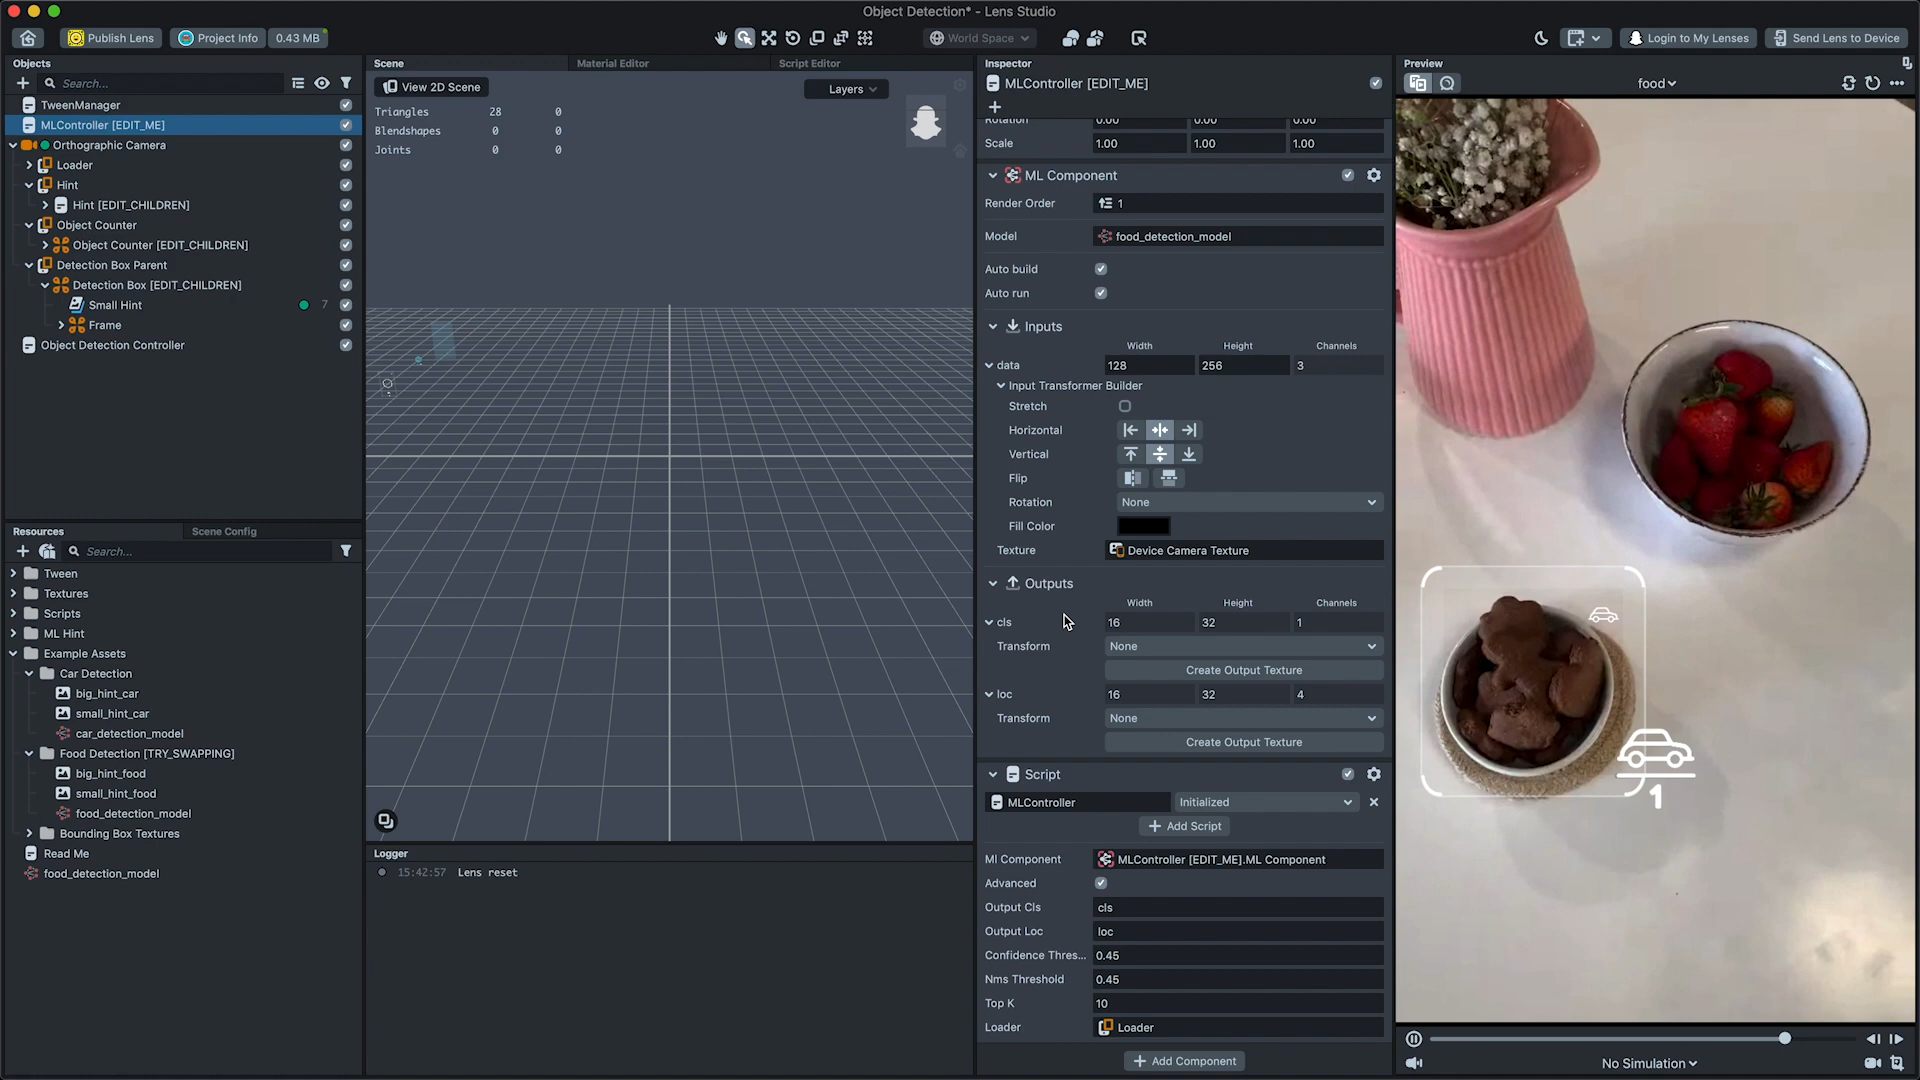 Object Detection* - Lens Studio
Publish Lens
Project Info
0.43 MB
World Space
Login to My Lenses
Send Lens to Device
Objects
Search...
TweenManager
MLController [EDIT_ME]
Orthographic Camera
Loader
Hint
Hint [EDIT_CHILDREN]
Object Counter
Object Counter [EDIT_CHILDREN]
Detection Box Parent
Detection Box [EDIT_CHILDREN]
Small Hint 7
Frame
Object Detection Controller
Resources
Scene Config
Search...
Tween
Textures
Scripts
ML Hint
Example Assets
Car Detection
big_hint_car
small_hint_car
car_detection_model
Food Detection [TRY_SWAPPING]
big_hint_food
small_hint_food
food_detection_model
Bounding Box Textures
Read Me
food_detection_model
Scene
Material Editor
Script Editor
View 2D Scene
Layers
Triangles 28 0
Blendshapes 0 0
Joints 0 0
Logger
15:42:57 Lens reset
Inspector
MLController [EDIT_ME]
Rotation 0.00 0.00 0.00
Scale 1.00 1.00 1.00
ML Component
Render Order 1
Model food_detection_model
Auto build
Auto run
Inputs
Width Height Channels
data 128 256 3
Input Transformer Builder
Stretch
Horizontal
Vertical
Flip
Rotation None
Fill Color
Texture Device Camera Texture
Outputs
Width Height Channels
cls 16 32 1
Transform None
Create Output Texture
loc 16 32 4
Transform None
Create Output Texture
Script
MLController Initialized
Add Script
Ml Component MLController [EDIT_ME].ML Component
Advanced
Output Cls cls
Output Loc loc
Confidence Thres... 0.45
Nms Threshold 0.45
Top K 10
Loader Loader
Add Component
Preview
food
1
No Simulation